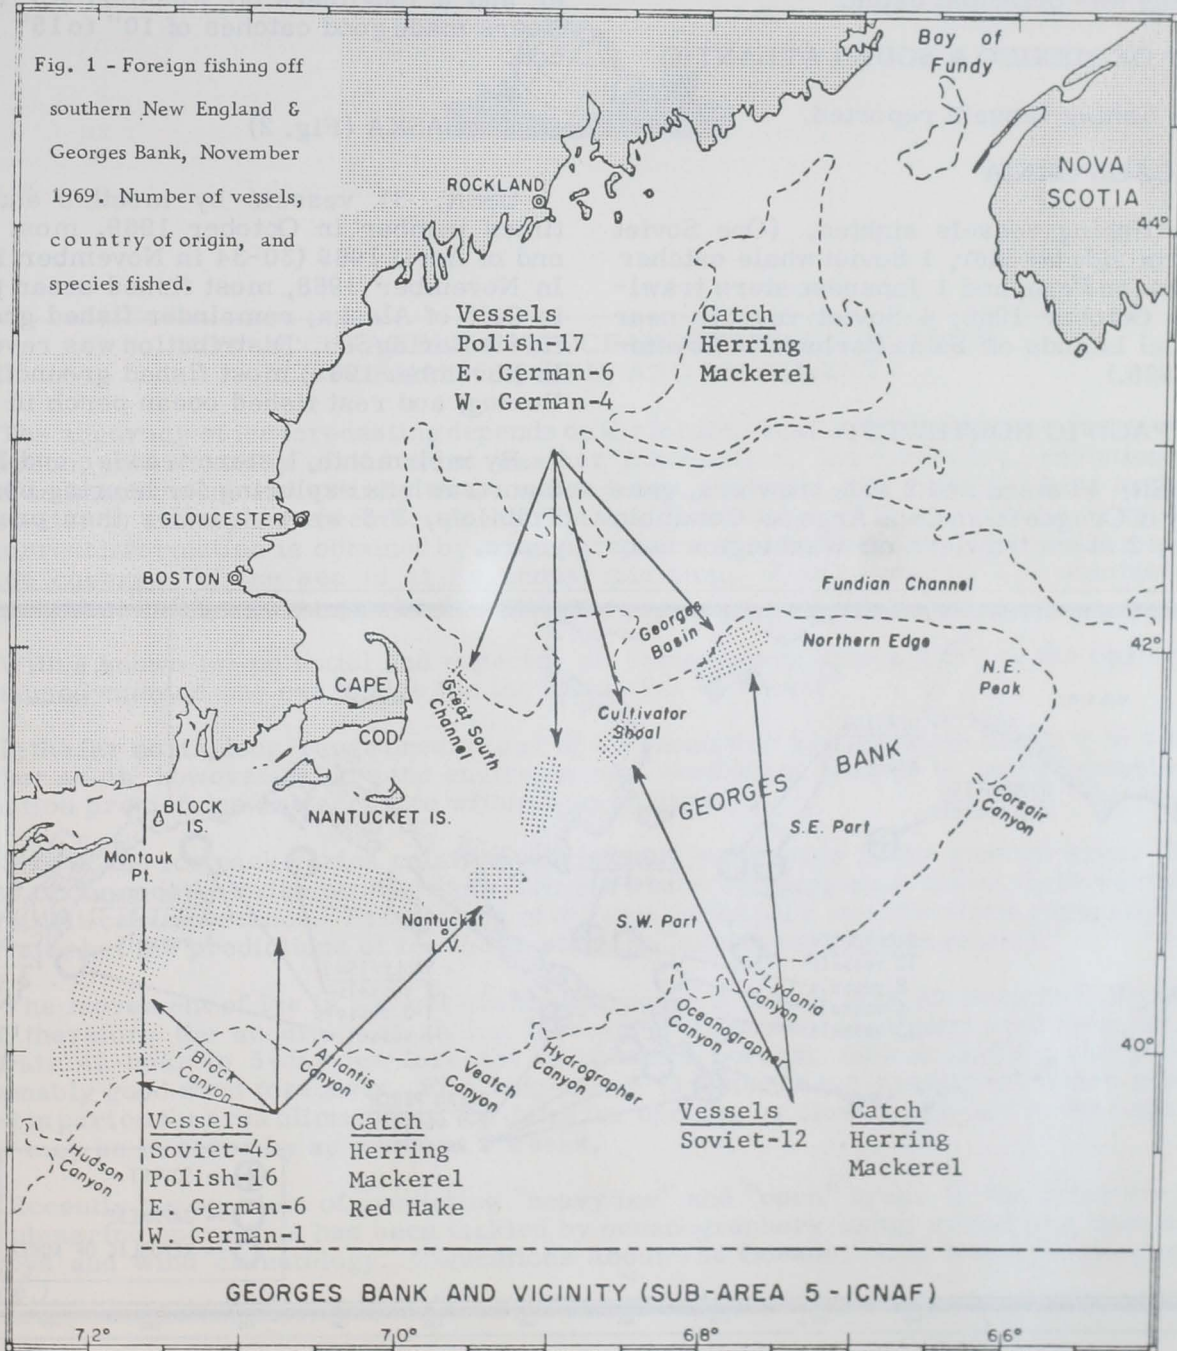 Fig. 1 - Foreign fishing off
southern New England &
Georges Bank, November
1969. Number of vessels,
country of origin, and
species fished.
Bay of
Fundy
NOVA
SCOTIA
ROCKLAND
44°
Vessels
Polish-17
E. German-6
W. German-4
Catch
Herring
Mackerel
GLOUCESTER
BOSTON
Fundian Channel
Georges
Basin
Northern Edge
42°
N.E.
Peak
CAPE
COD
Great South
Channel
Cultivator
Shoal
GEORGES BANK
Corsair
Canyon
BLOCK
IS.
NANTUCKET IS.
S.E. Part
Montauk
Pt.
Nantucket
L.V.
S.W. Part
Lydonia
Canyon
Oceanographer
Canyon
Hydrographer
Canyon
40°
Block
Canyon
Atlantis
Canyon
Veatch
Canyon
Hudson
Canyon
Vessels
Soviet-45
Polish-16
E. German-6
W. German-1
Catch
Herring
Mackerel
Red Hake
Vessels
Soviet-12
Catch
Herring
Mackerel
GEORGES BANK AND VICINITY (SUB-AREA 5-ICNAF)
72° 70° 68° 66°